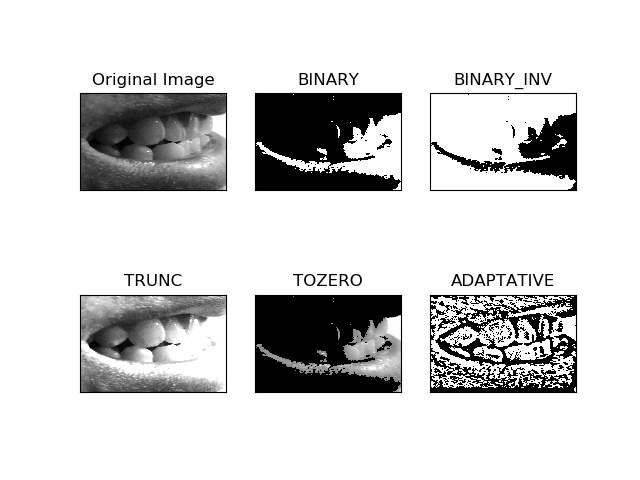 Original Image
BINARY
BINARY_INV
TRUNC
TOZERO
ADAPTATIVE